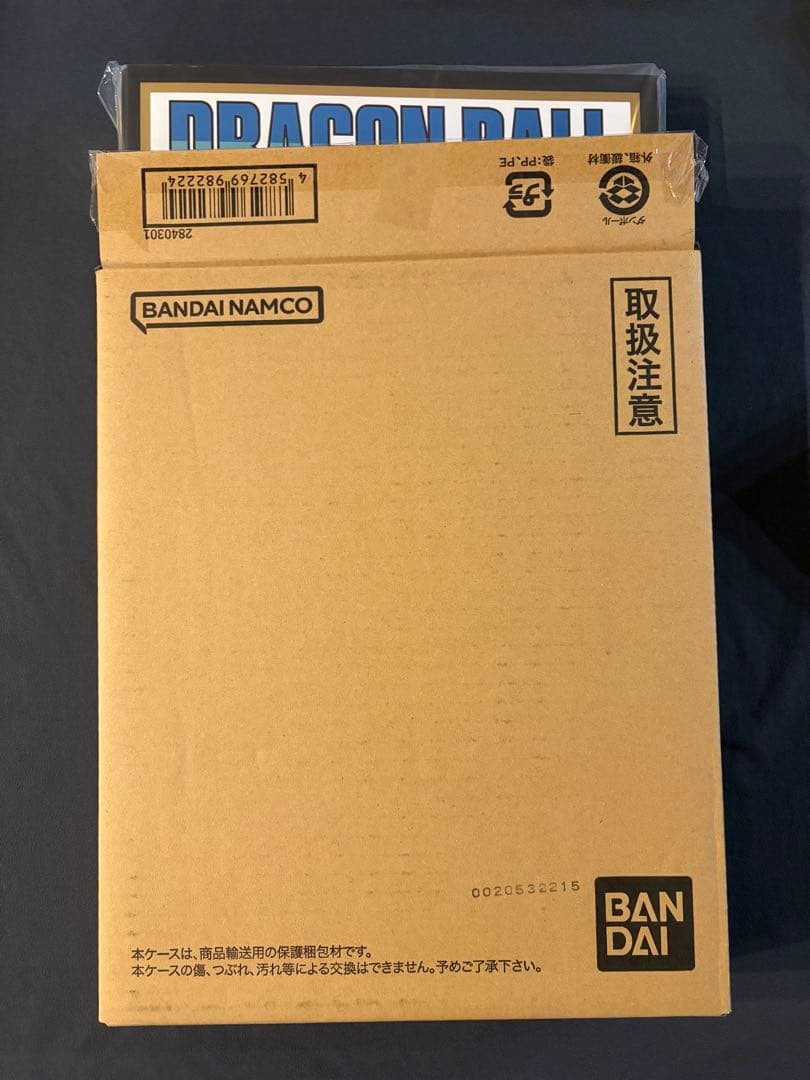 DRAGON BALL
4 582769 982224
2840301
袋:PP、PE
プラ
外箱、緩衝材
ダンボール
BANDAI NAMCO
取扱注意
0020532215
BAN
DAI
本ケースは、商品輸送用の保護梱包材です。
本ケースの傷、つぶれ、汚れ等による交換はできません。予めご了承下さい。